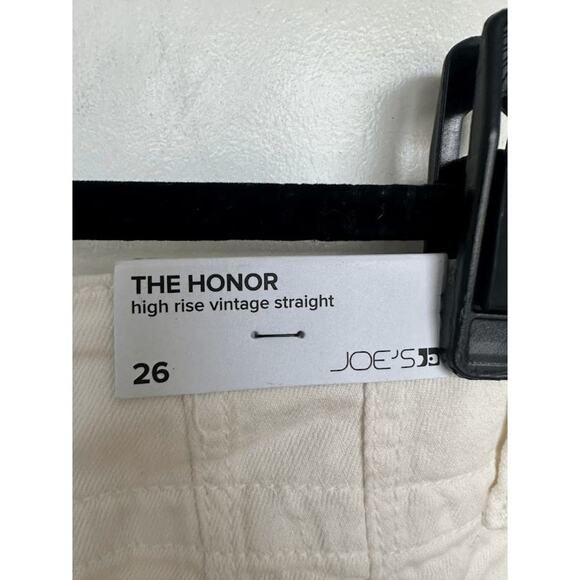 THE HONOR
high rise vintage straight
26
JOE'S